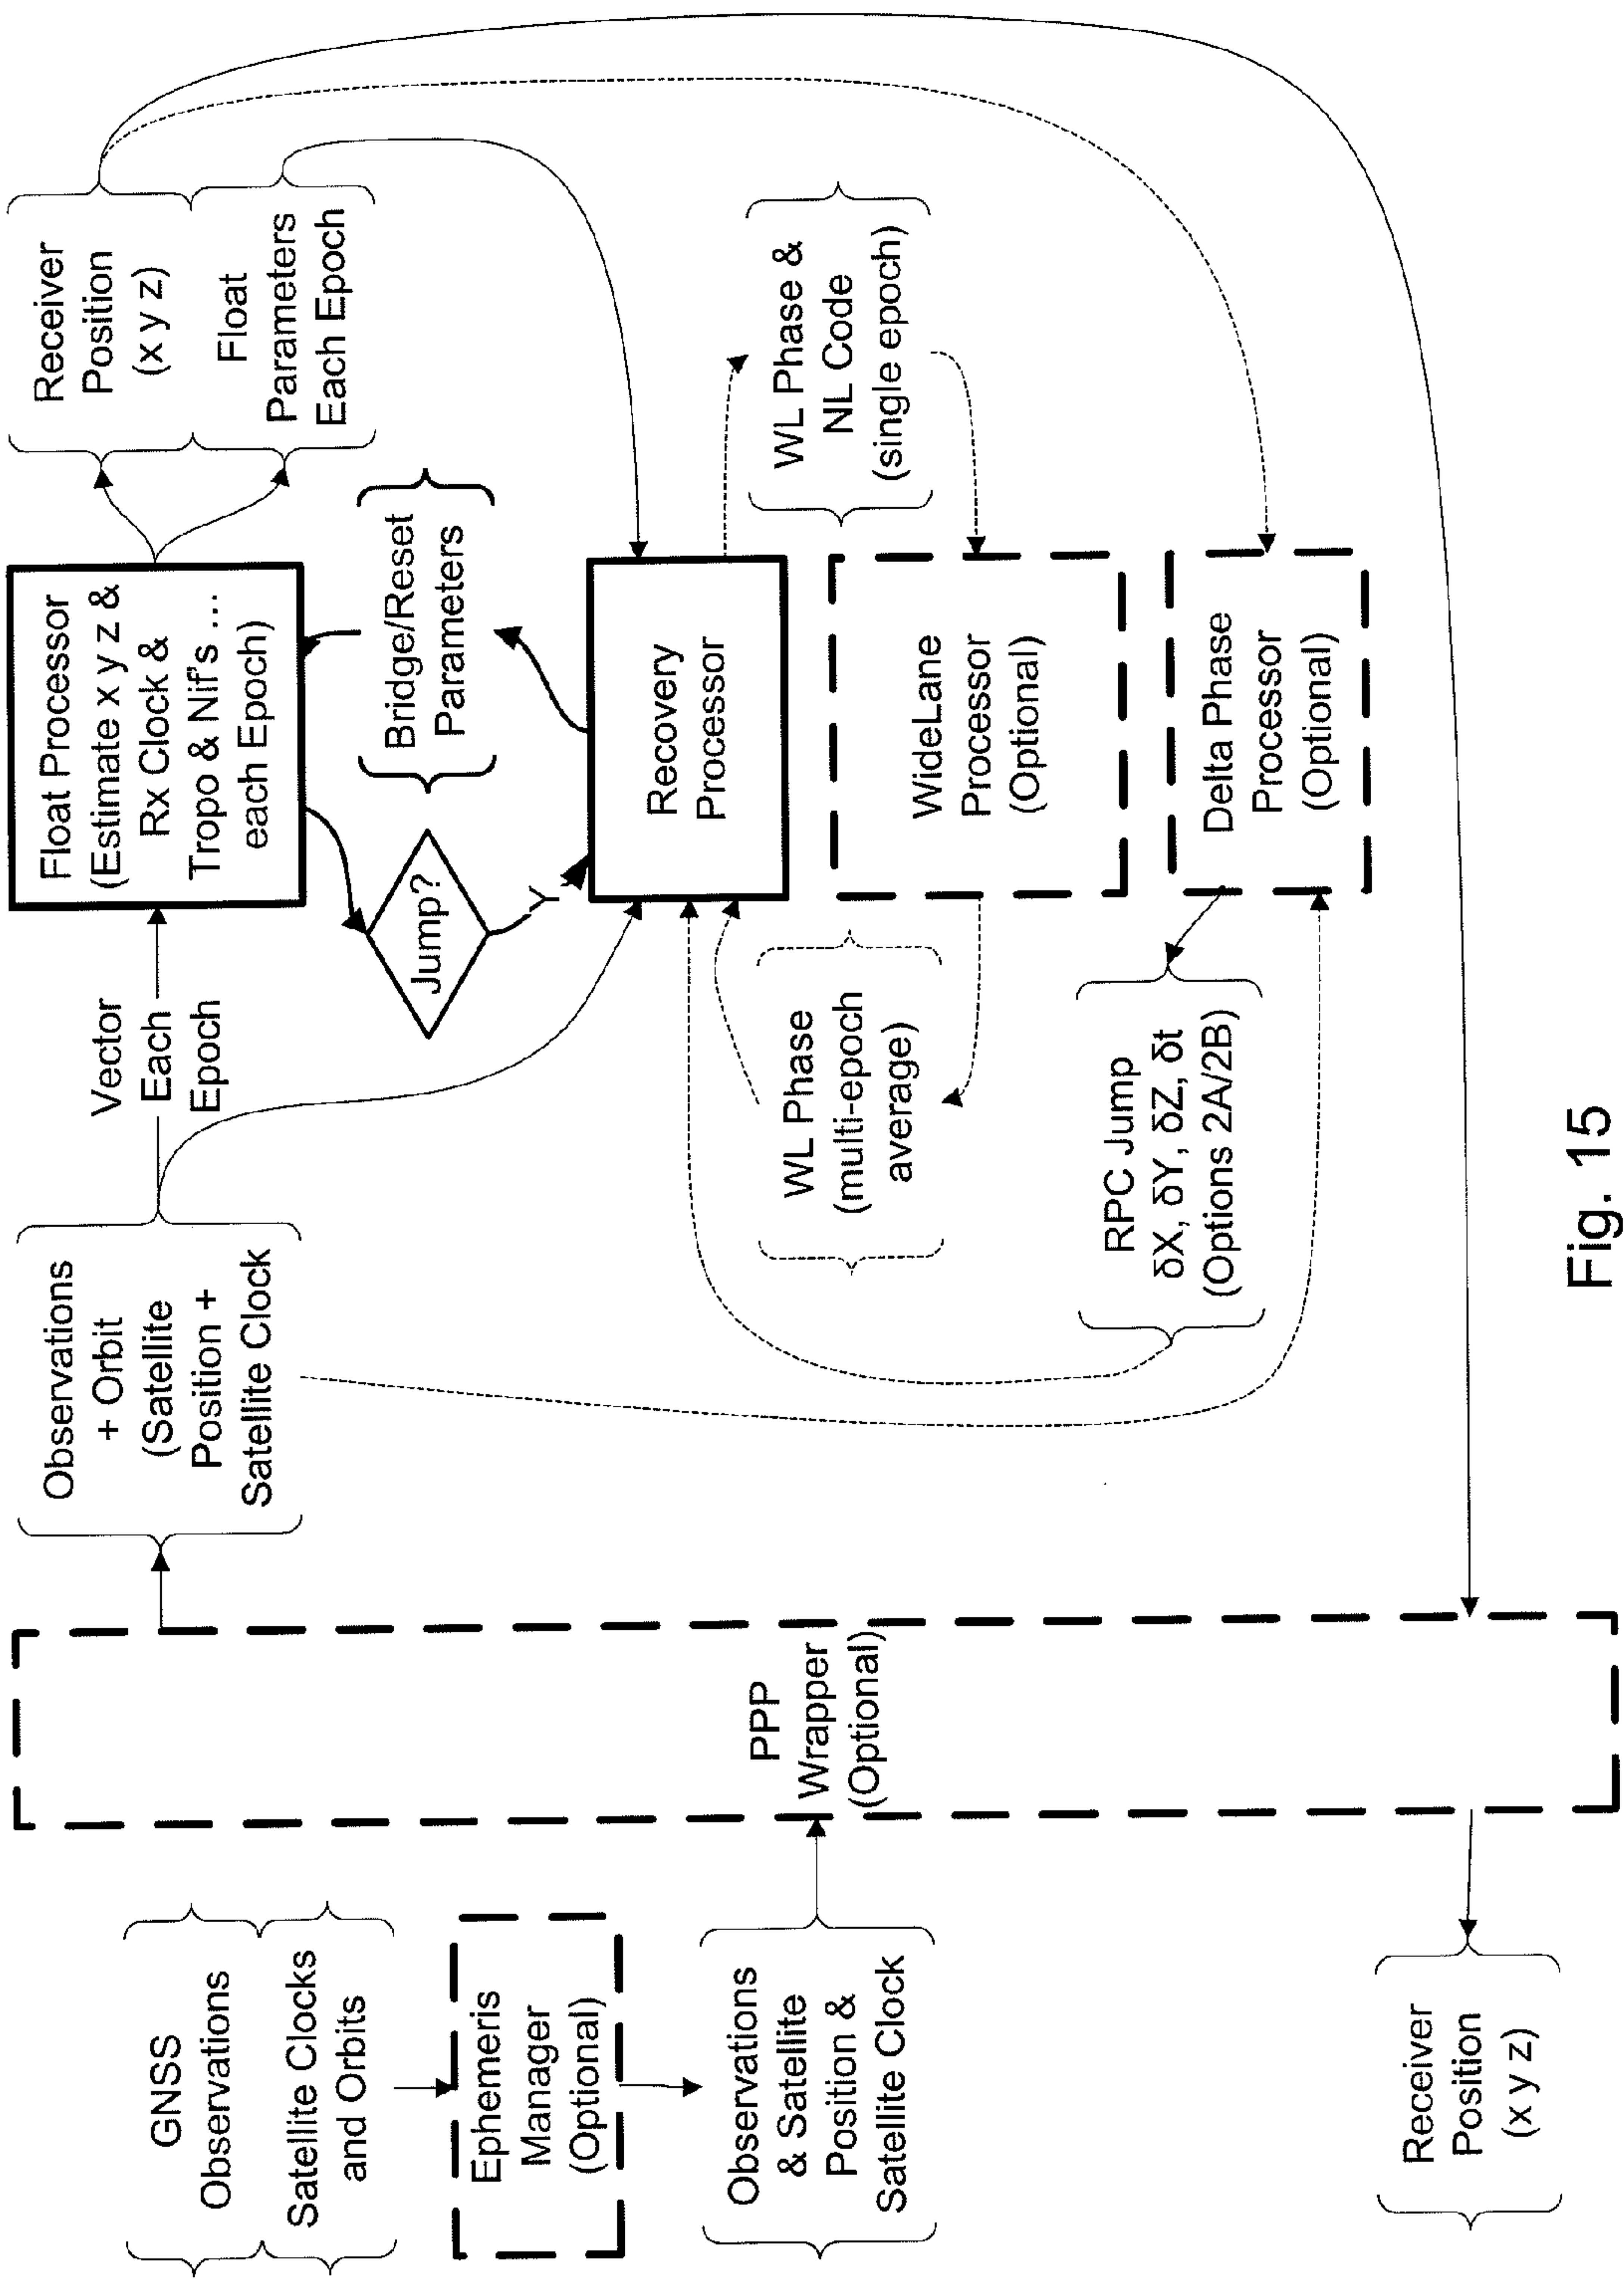 GNSS
Observations
Satellite Clocks
and Orbits
Ephemeris
Manager
(Optional)
Observations
& Satellite
Position &
Satellite Clock
Receiver
Position
(x y z)
PPP
Wrapper
(Optional)
Observations
+ Orbit
(Satellite
Position +
Satellite Clock
Vector
Each
Epoch
Float Processor
(Estimate x y z &
Rx Clock &
Tropo & Nif's ...
each Epoch)
Receiver
Position
(x y z)
Float
Parameters
Each Epoch
Jump?
Y
Bridge/Reset
Parameters
Recovery
Processor
WL Phase &
NL Code
(single epoch)
WL Phase
(multi-epoch
average)
WideLane
Processor
(Optional)
RPC Jump
δX, δY, δZ, δt
(Options 2A/2B)
Delta Phase
Processor
(Optional)
Fig. 15